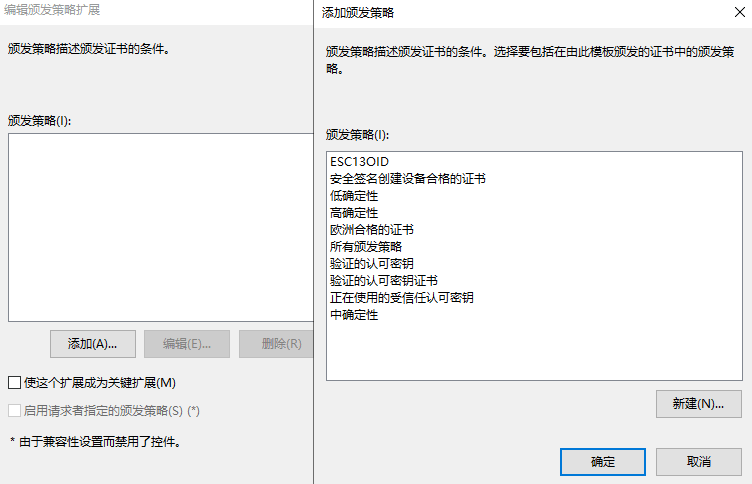 编辑颁发策略扩展
颁发策略描述颁发证书的条件。
颁发策略(I):
添加(A)...
编辑(E)...
删除(R)
使这个扩展成为关键扩展(M)
启用请求者指定的颁发策略(S) (*)
* 由于兼容性设置而禁用了控件。
添加颁发策略
颁发策略描述颁发证书的条件。选择要包括在由此模板颁发的证书中的颁发策
略。
颁发策略(I):
ESC13OID
安全签名创建设备合格的证书
低确定性
高确定性
欧洲合格的证书
所有颁发策略
验证的认可密钥
验证的认可密钥证书
正在使用的受信任认可密钥
中确定性
新建(N)...
确定
取消